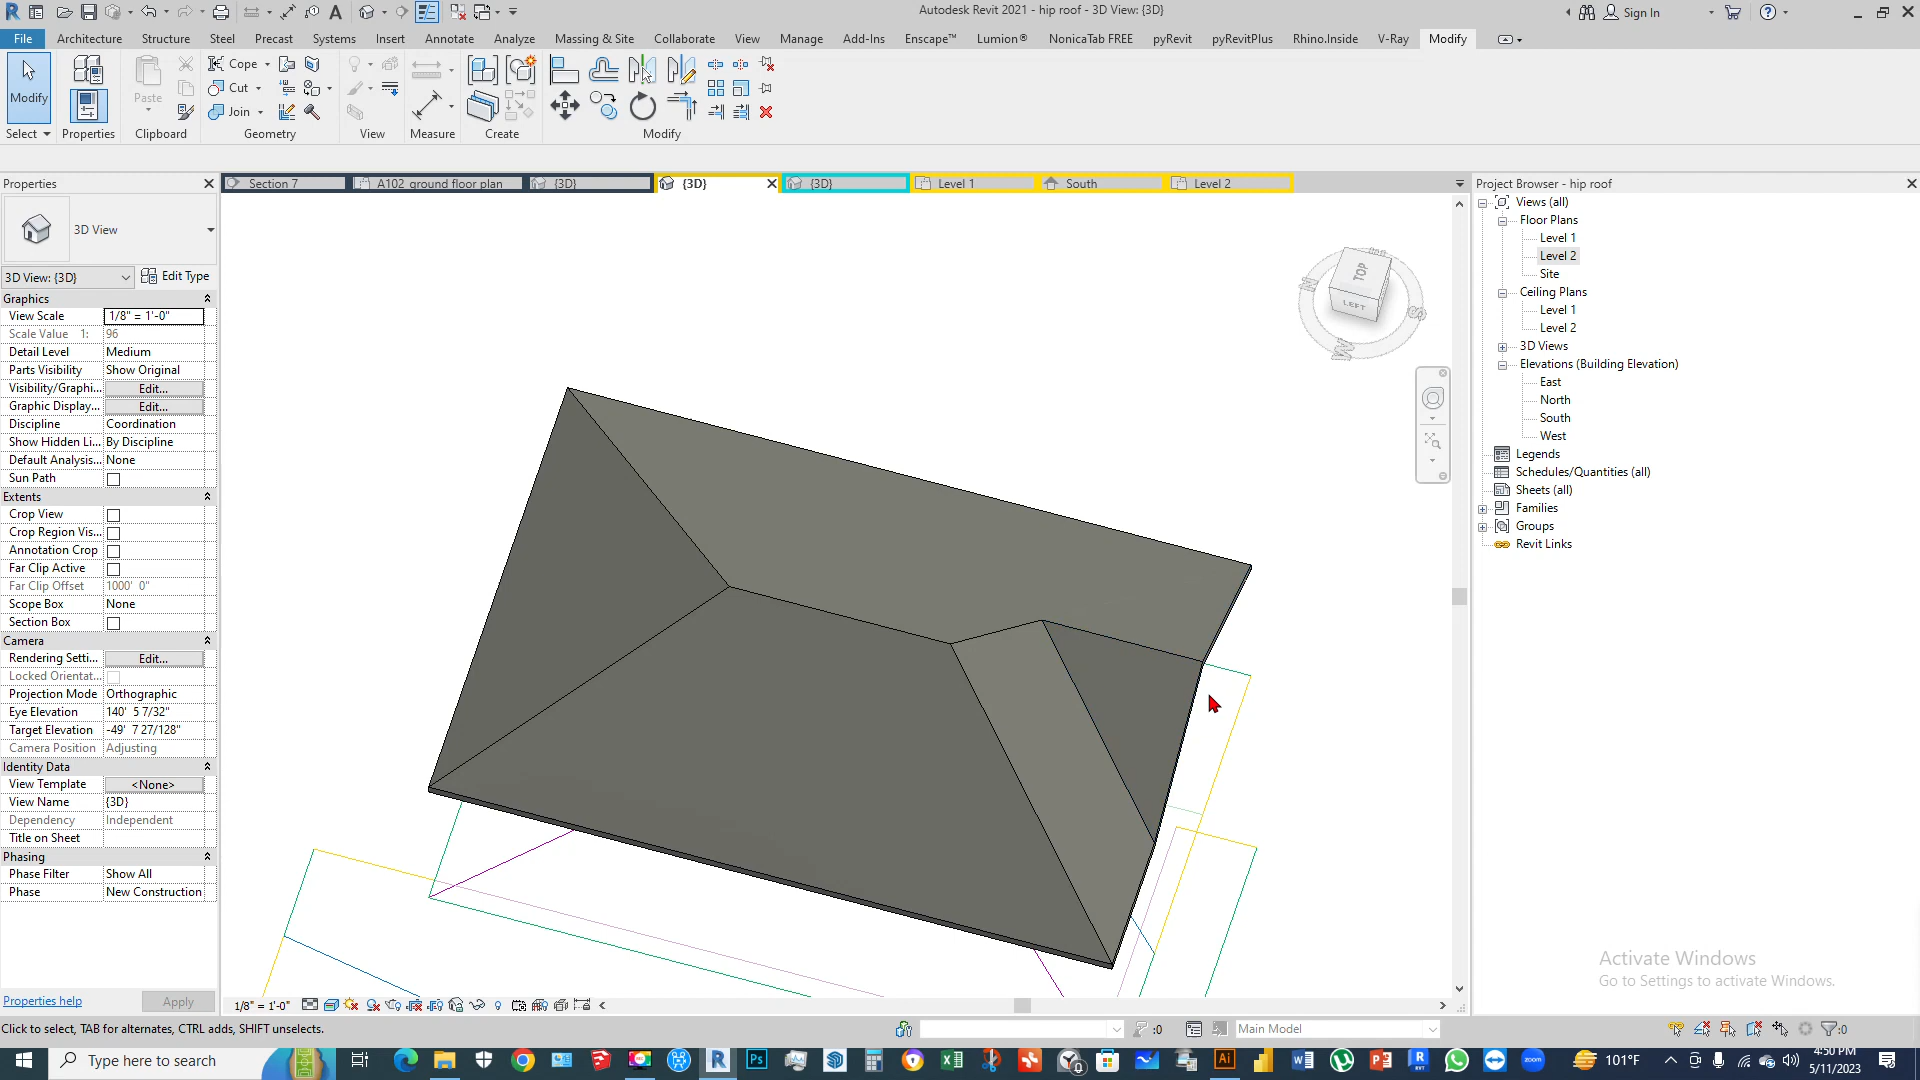 Autodesk Revit 2021 - hip roof - 3D View: {3D}
Sign In
File Architecture Structure Steel Precast Systems Insert Annotate Analyze Massing & Site Collaborate View Manage Add-Ins Enscape™ Lumion® NonicaTab FREE pyRevit pyRevitPlus Rhino.Inside V-Ray Modify
Modify
Paste
Cope
Cut
Join
Select Properties Clipboard Geometry View Measure Create Modify
Properties
Section 7
A102 ground floor plan
{3D}
{3D}
{3D}
Level 1
South
Level 2
Project Browser - hip roof
3D View
3D View: {3D}
Edit Type
Graphics
View Scale 1/8" = 1'-0"
Scale Value 1: 96
Detail Level Medium
Parts Visibility Show Original
Visibility/Graphi... Edit...
Graphic Display... Edit...
Discipline Coordination
Show Hidden Li... By Discipline
Default Analysis... None
Sun Path
Extents
Crop View
Crop Region Vis...
Annotation Crop
Far Clip Active
Far Clip Offset 1000' 0"
Scope Box None
Section Box
Camera
Rendering Setti... Edit...
Locked Orientat...
Projection Mode Orthographic
Eye Elevation 140' 5 7/32"
Target Elevation -49' 7 27/128"
Camera Position Adjusting
Identity Data
View Template <None>
View Name {3D}
Dependency Independent
Title on Sheet
Phasing
Phase Filter Show All
Phase New Construction
Properties help
Apply
TOP
LEFT
Views (all)
Floor Plans
Level 1
Level 2
Site
Ceiling Plans
Level 1
Level 2
3D Views
Elevations (Building Elevation)
East
North
South
West
Legends
Schedules/Quantities (all)
Sheets (all)
Families
Groups
Revit Links
Activate Windows
Go to Settings to activate Windows.
1/8" = 1'-0"
Click to select, TAB for alternates, CTRL adds, SHIFT unselects.
:0
Main Model
:0
Type here to search
101°F
4:50 PM
5/11/2023